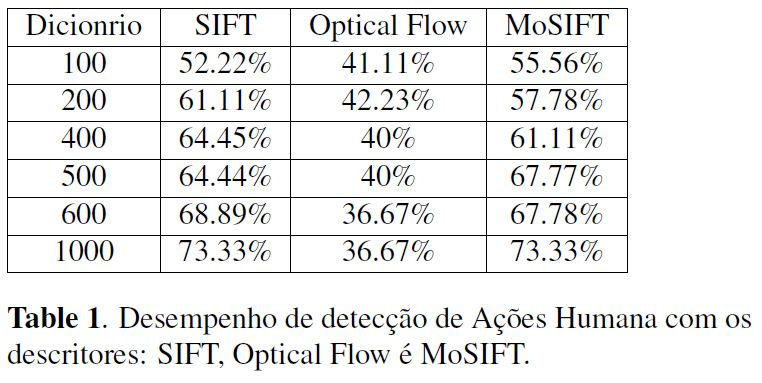 Dicionrio SIFT Optical Flow MoSIFT
100 52.22% 41.11% 55.56%
200 61.11% 42.23% 57.78%
400 64.45% 40% 61.11%
500 64.44% 40% 67.77%
600 68.89% 36.67% 67.78%
1000 73.33% 36.67% 73.33%
Table 1. Desempenho de detecção de Ações Humana com os
descritores: SIFT, Optical Flow é MoSIFT.